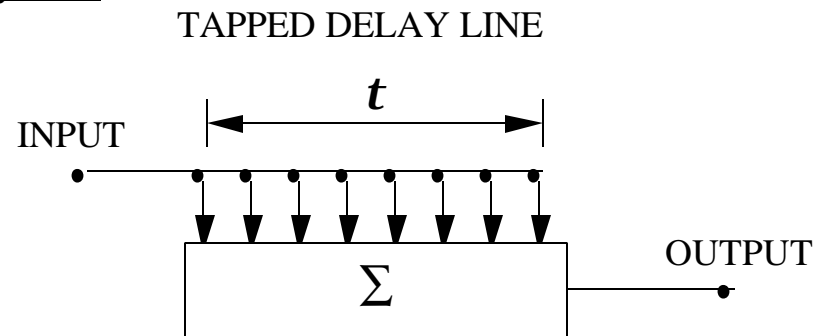 TAPPED DELAY LINE
t
INPUT
Σ
OUTPUT